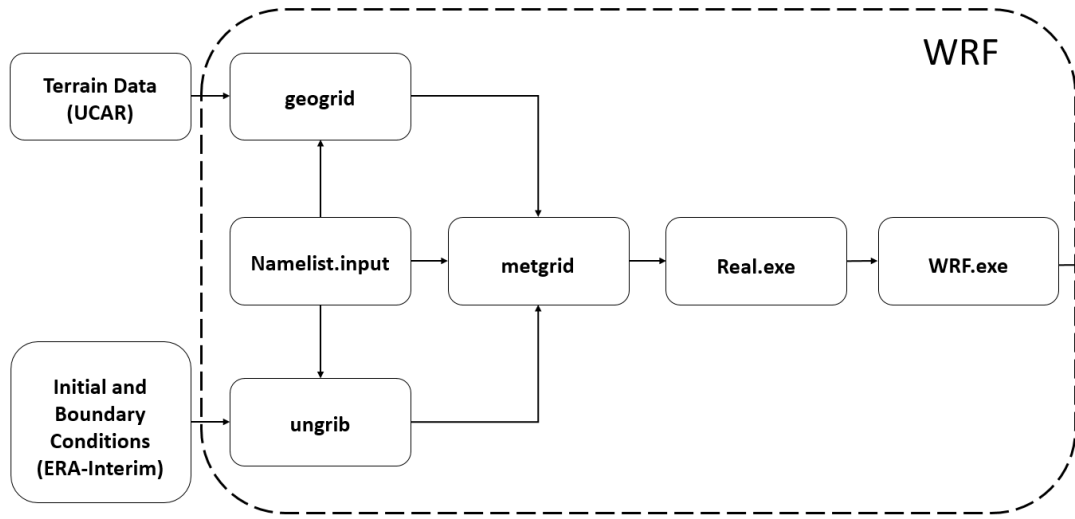 WRF
Terrain Data
(UCAR)
geogrid
Namelist.input
metgrid
Real.exe
WRF.exe
Initial and
Boundary
Conditions
(ERA-Interim)
ungrib